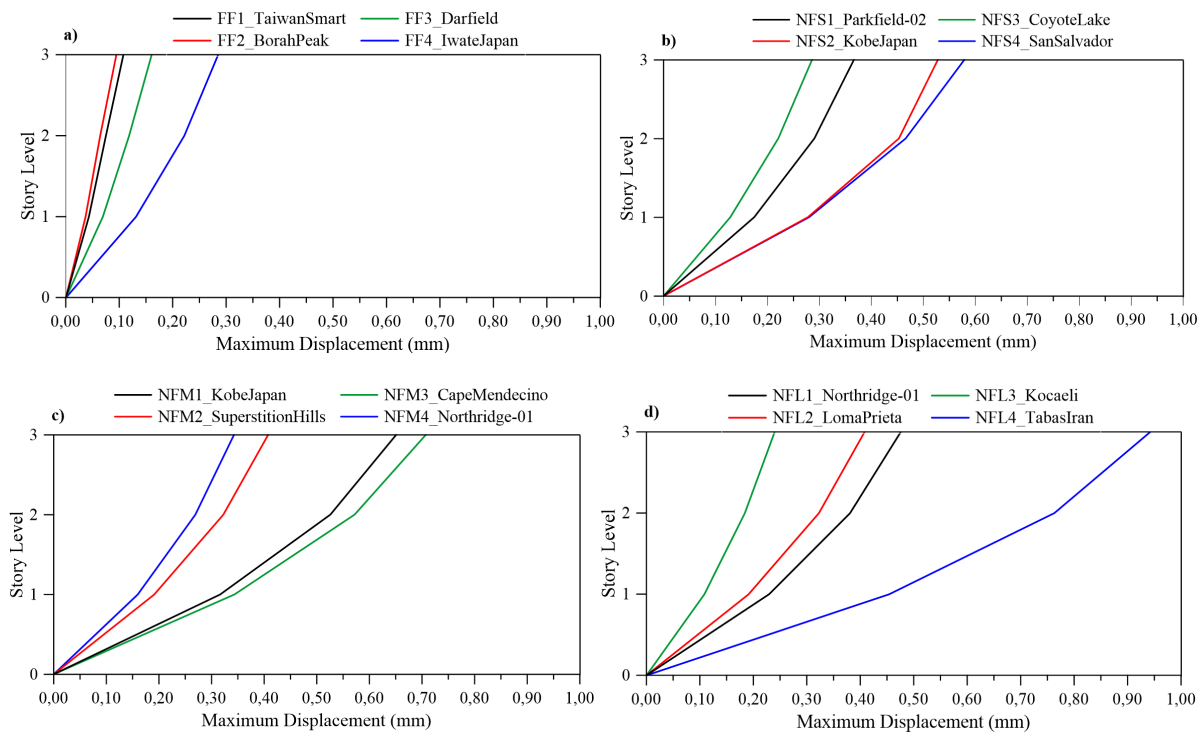 a)
FF1_TaiwanSmart FF3_Darfield
FF2_BorahPeak FF4_IwateJapan
3
2
1
0
Story Level
0,00 0,10 0,20 0,30 0,40 0,50 0,60 0,70 0,80 0,90 1,00
Maximum Displacement (mm)
b)
NFS1_Parkfield-02 NFS3_CoyoteLake
NFS2_KobeJapan NFS4_SanSalvador
3
2
1
0
Story Level
0,00 0,10 0,20 0,30 0,40 0,50 0,60 0,70 0,80 0,90 1,00
Maximum Displacement (mm)
c)
NFM1_KobeJapan NFM3_CapeMendecino
NFM2_SuperstitionHills NFM4_Northridge-01
3
2
1
0
Story Level
0,00 0,10 0,20 0,30 0,40 0,50 0,60 0,70 0,80 0,90 1,00
Maximum Displacement (mm)
d)
NFL1_Northridge-01 NFL3_Kocaeli
NFL2_LomaPrieta NFL4_TabasIran
3
2
1
0
Story Level
0,00 0,10 0,20 0,30 0,40 0,50 0,60 0,70 0,80 0,90 1,00
Maximum Displacement (mm)